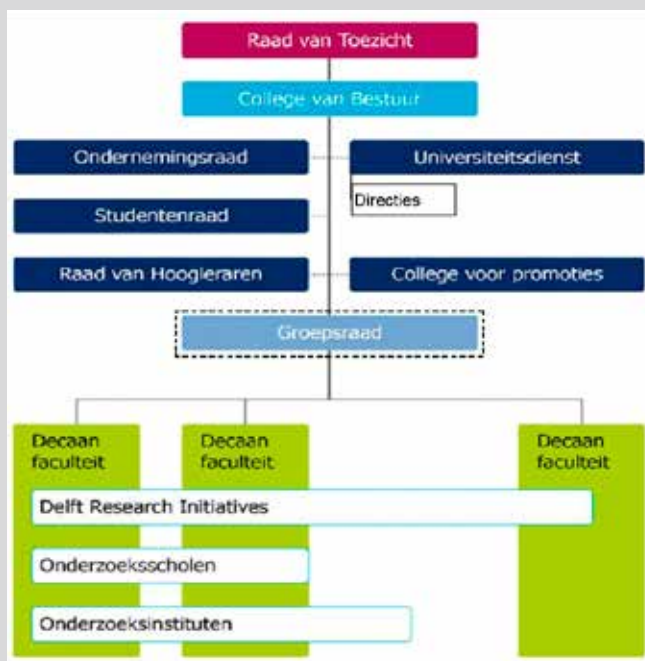 Raad van Toezicht
College van Bestuur
Ondernemingsraad
Universiteitsdienst
Directies
Studentenraad
Raad van Hoogleraren
College voor promoties
Groepsraad
Decaan
faculteit
Decaan
faculteit
Decaan
faculteit
Delft Research Initiatives
Onderzoeksscholen
Onderzoeksinstituten